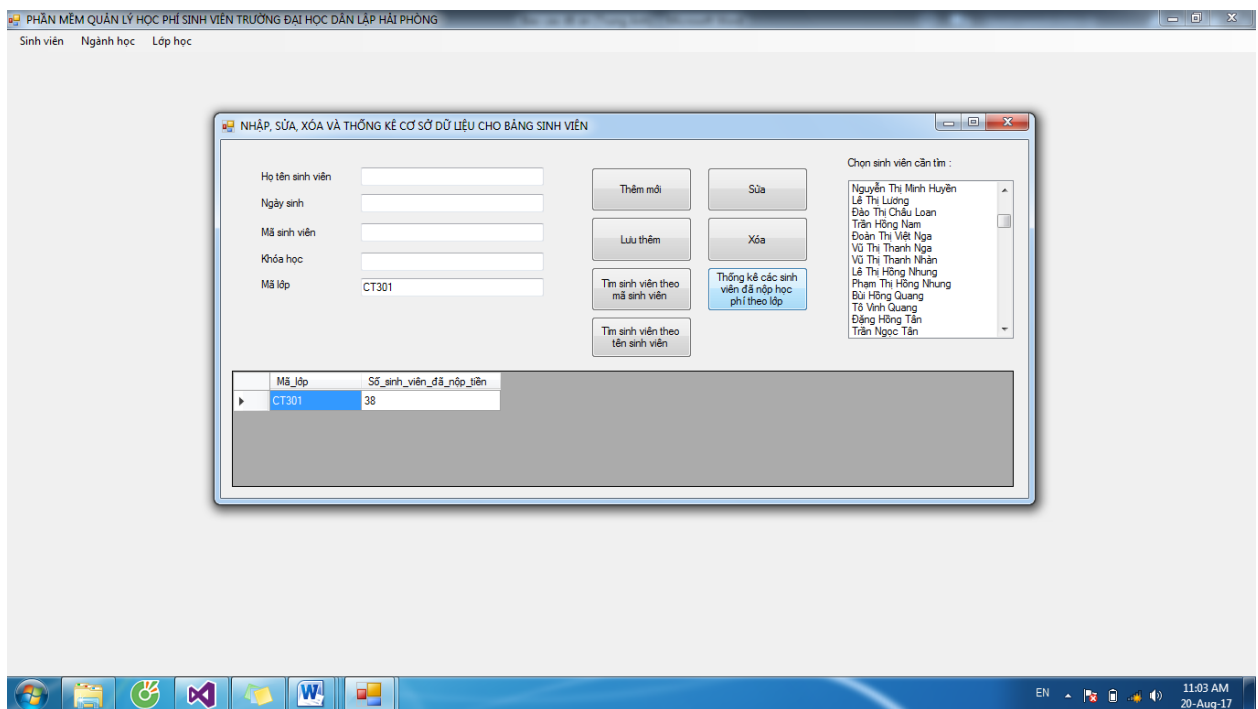 PHẦN MỀM QUẢN LÝ HỌC PHÍ SINH VIÊN TRƯỜNG ĐẠI HỌC DÂN LẬP HẢI PHÒNG
Sinh viên Ngành học Lớp học
NHẬP, SỬA, XÓA VÀ THỐNG KÊ CƠ SỞ DỮ LIỆU CHO BẢNG SINH VIÊN
Họ tên sinh viên
Ngày sinh
Mã sinh viên
Khóa học
Mã lớp
CT301
Thêm mới
Sửa
Lưu thêm
Xóa
Tìm sinh viên theo
mã sinh viên
Thống kê các sinh
viên đã nộp học
phí theo lớp
Tìm sinh viên theo
tên sinh viên
Chọn sinh viên cần tìm :
Nguyễn Thị Minh Huyền
Lê Thị Lương
Đào Thị Châu Loan
Trần Hồng Nam
Đoàn Thị Việt Nga
Vũ Thị Thanh Nga
Vũ Thị Thanh Nhàn
Lê Thị Hồng Nhung
Phạm Thị Hồng Nhung
Bùi Hồng Quang
Tô Vinh Quang
Đặng Hồng Tân
Trần Ngọc Tân
Mã_lớp Số_sinh_viên_đã_nộp_tiền
CT301 38
EN
11:03 AM
20-Aug-17